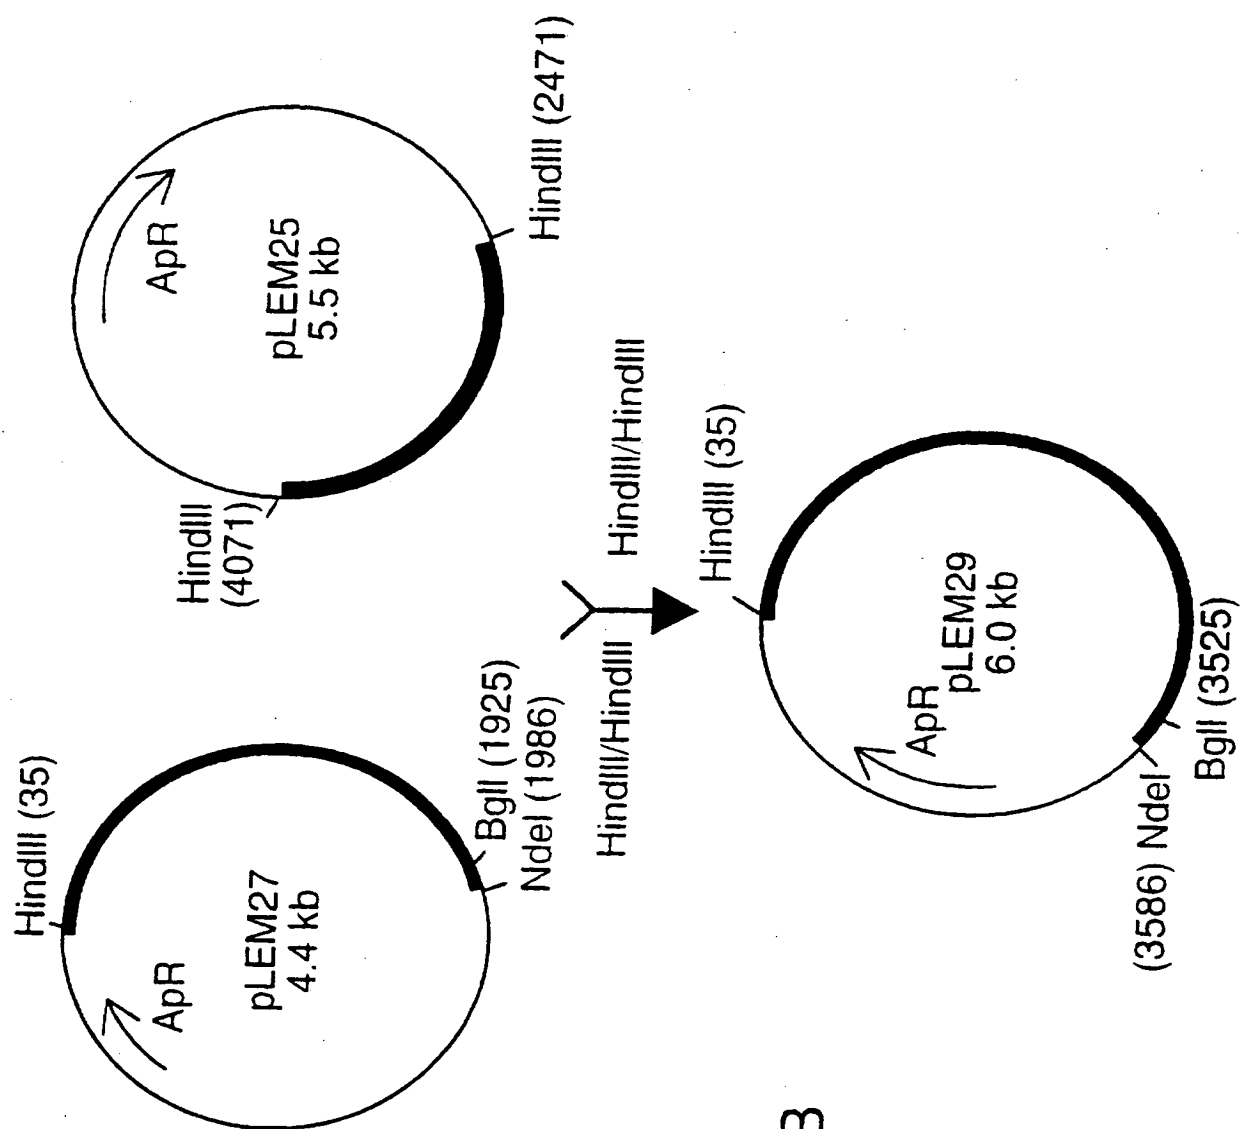 HindIII (35)
ApR
pLEM27
4.4 kb
BglI (1925)
NdeI (1986)
HindIII
(4071)
ApR
pLEM25
5.5 kb
HindIII (2471)
HindIII/HindIII
HindIII/HindIII
HindIII (35)
ApR
pLEM29
6.0 kb
(3586) NdeI
BglI (3525)
B